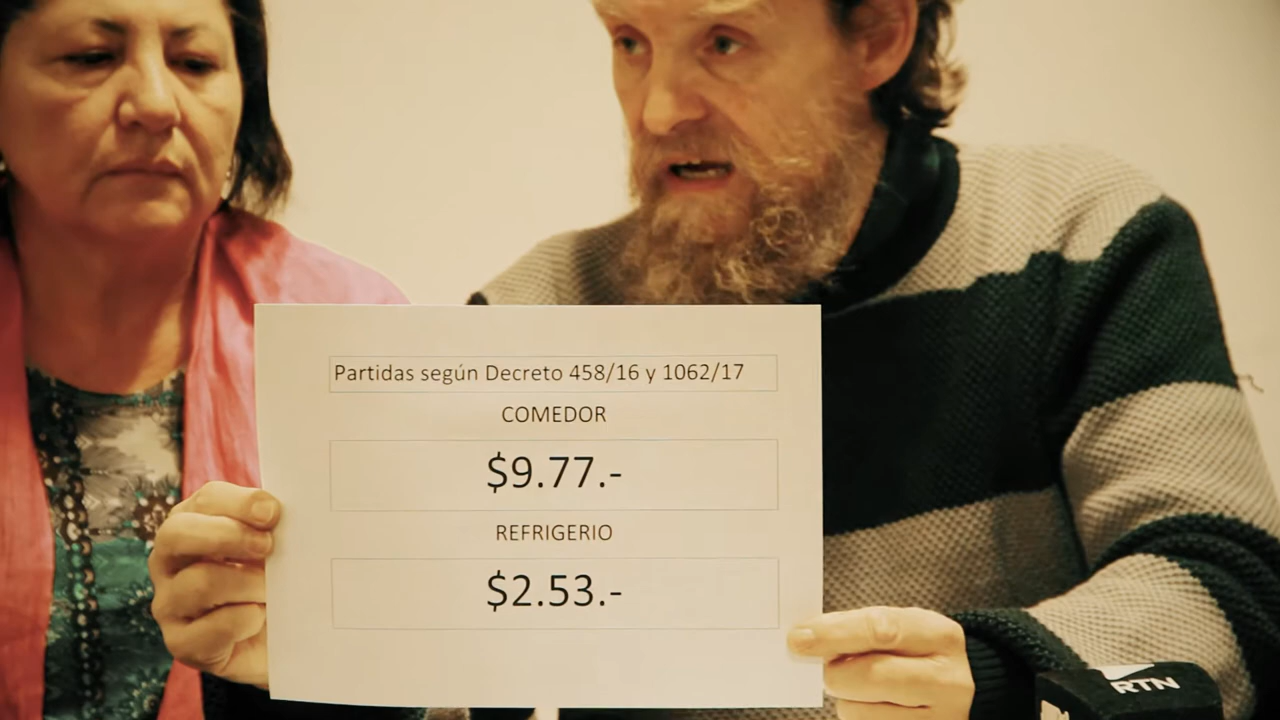 Partidas según Decreto 458/16 y 1062/17
COMEDOR
$9.77.-
REFRIGERIO
$2.53.-
RTN